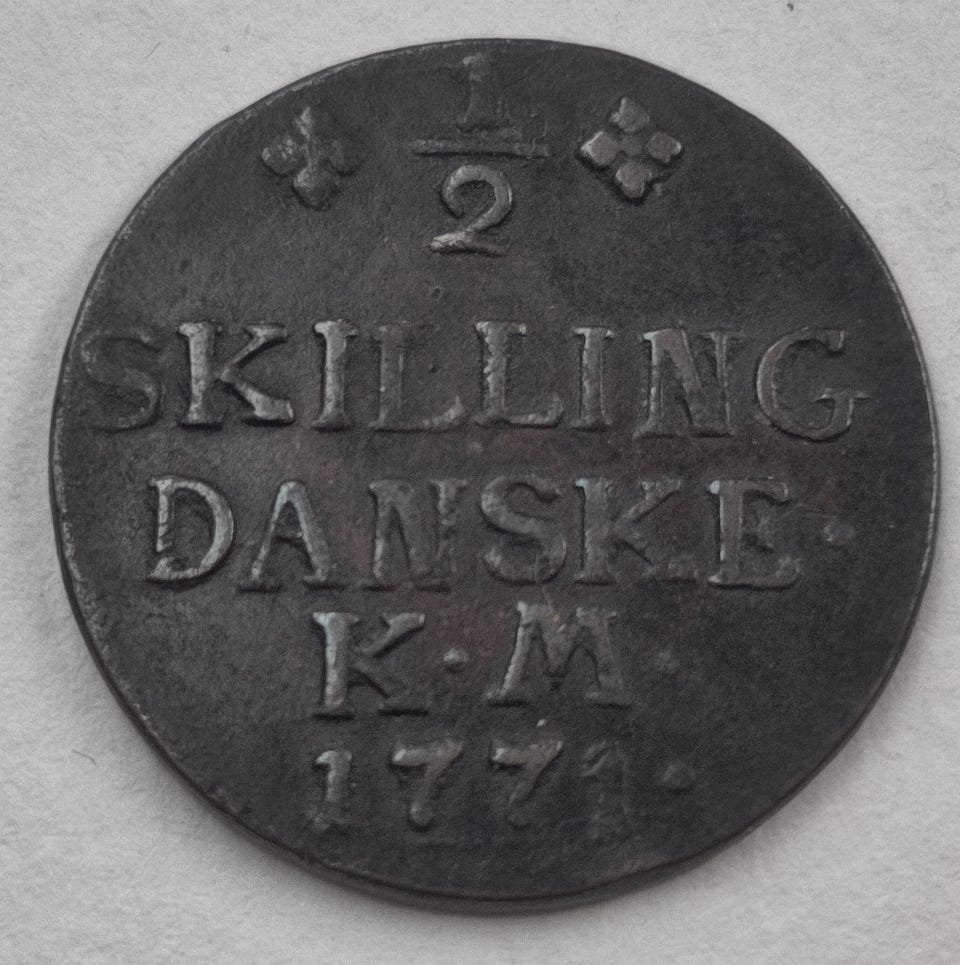 1/2
SKILLING
DANSKE·
K·M·
1771·